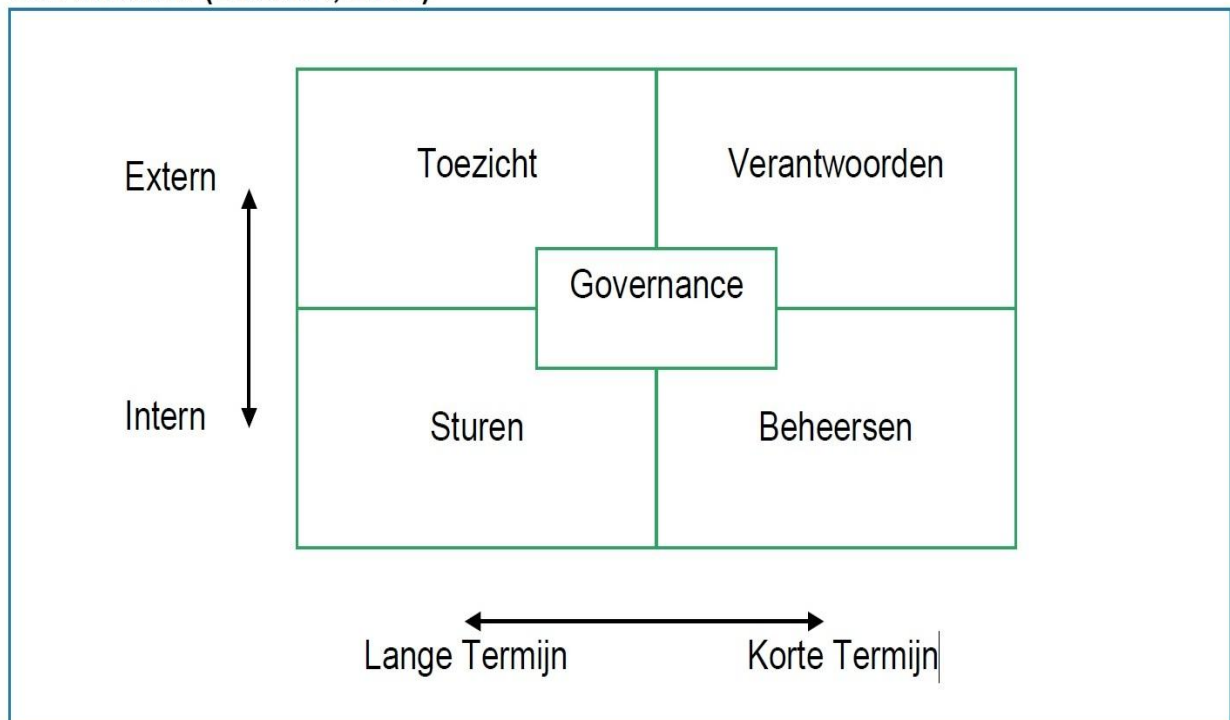 Toezicht
Verantwoorden
Extern
Governance
Intern
Sturen
Beheersen
Lange Termijn
Korte Termijn